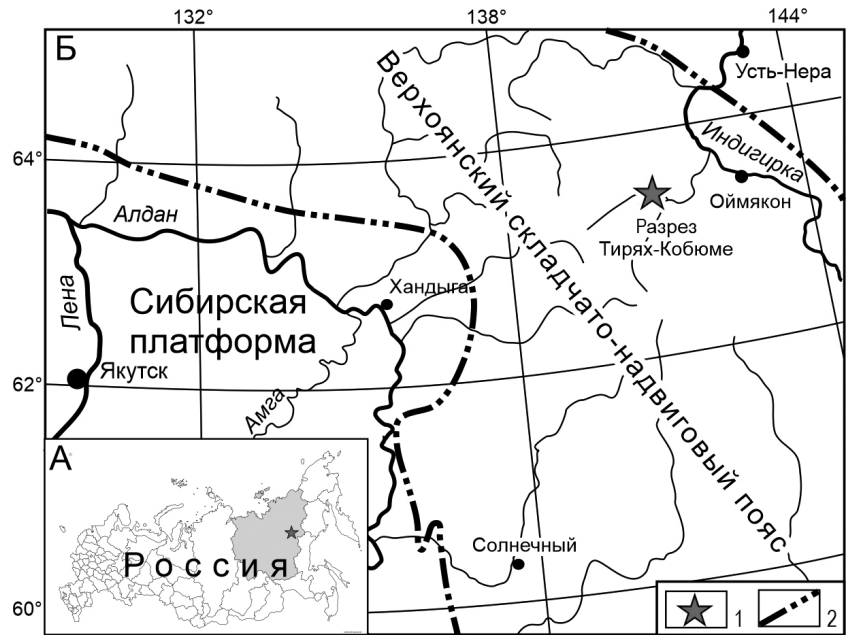 132°
138°
144°
Б
Усть-Нера
Верхоянский складчато-надвиговый пояс
64°
Индигирка
Оймякон
Алдан
Разрез
Тирях-Кобюме
Лена
Хандыга
Сибирская
платформа
62°
Якутск
Амга
А
Россия
Солнечный
60°
1
2